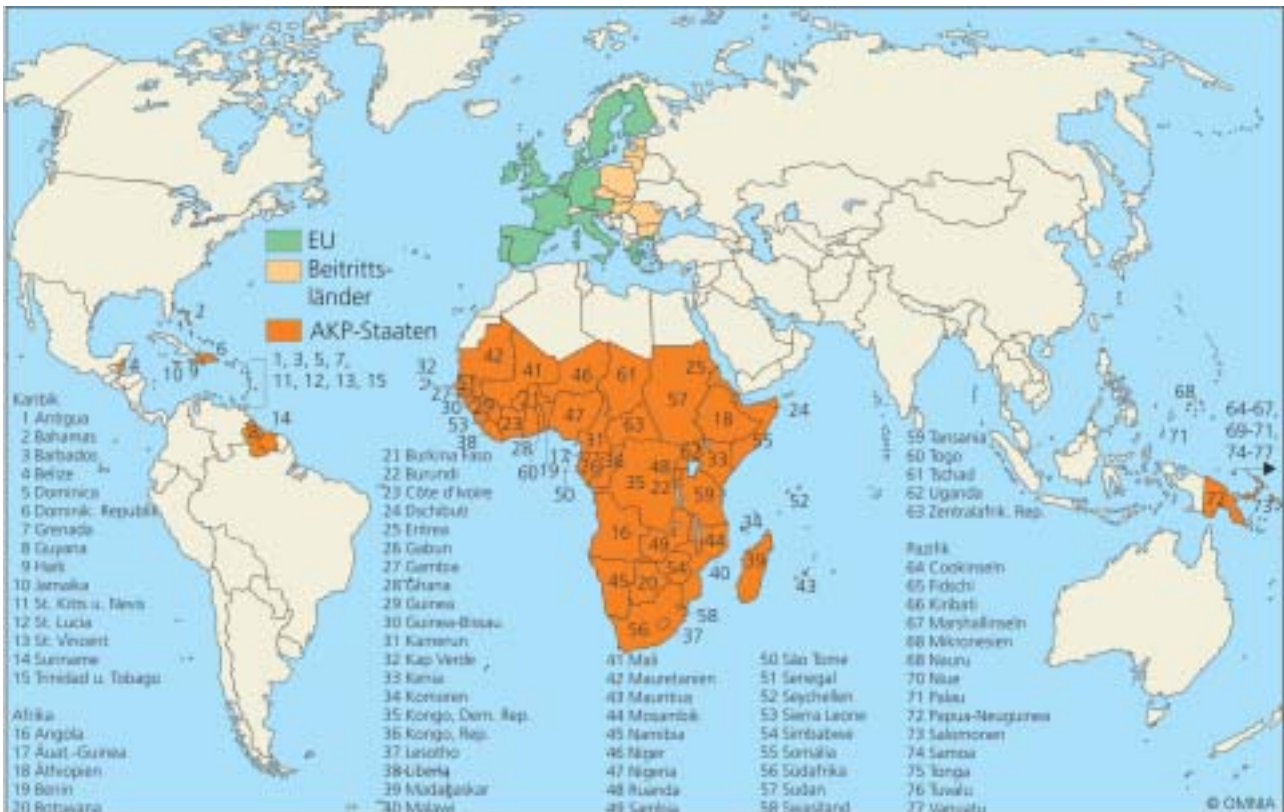 EU
Beitritts-
länder
AKP-Staaten
1, 3, 5, 7,
11, 12, 13, 15
Karibik
1 Antigua
2 Bahamas
3 Barbados
4 Belize
5 Dominica
6 Dominik. Republik
7 Grenada
8 Guyana
9 Haiti
10 Jamaika
11 St. Kitts u. Nevis
12 St. Lucia
13 St. Vincent
14 Suriname
15 Trinidad u. Tobago
Afrika
16 Angola
17 Äquat.-Guinea
18 Äthiopien
19 Benin
20 Botswana
21 Burkina Faso
22 Burundi
23 Côte d'Ivoire
24 Dschibuti
25 Eritrea
26 Gabun
27 Gambia
28 Ghana
29 Guinea
30 Guinea-Bissau
31 Kamerun
32 Kap Verde
33 Kenia
34 Komoren
35 Kongo, Dem. Rep.
36 Kongo, Rep.
37 Lesotho
38 Liberia
39 Madagaskar
40 Malawi
41 Mali
42 Mauretanien
43 Mauritius
44 Mosambik
45 Namibia
46 Niger
47 Nigeria
48 Ruanda
49 Sambia
50 São Tome
51 Senegal
52 Seychellen
53 Sierra Leone
54 Simbabwe
55 Somalia
56 Südafrika
57 Sudan
58 Swasiland
59 Tansania
60 Togo
61 Tschad
62 Uganda
63 Zentralafrik. Rep.
Pazifik
64 Cookinseln
65 Fidschi
66 Kiribati
67 Marshallinseln
68 Mikronesien
68 Nauru
70 Niue
71 Palau
72 Papua-Neuguinea
73 Salomonen
74 Samoa
75 Tonga
76 Tuvalu
77 Vanuatu
64-67,
69-71,
74-77
© OMNIA